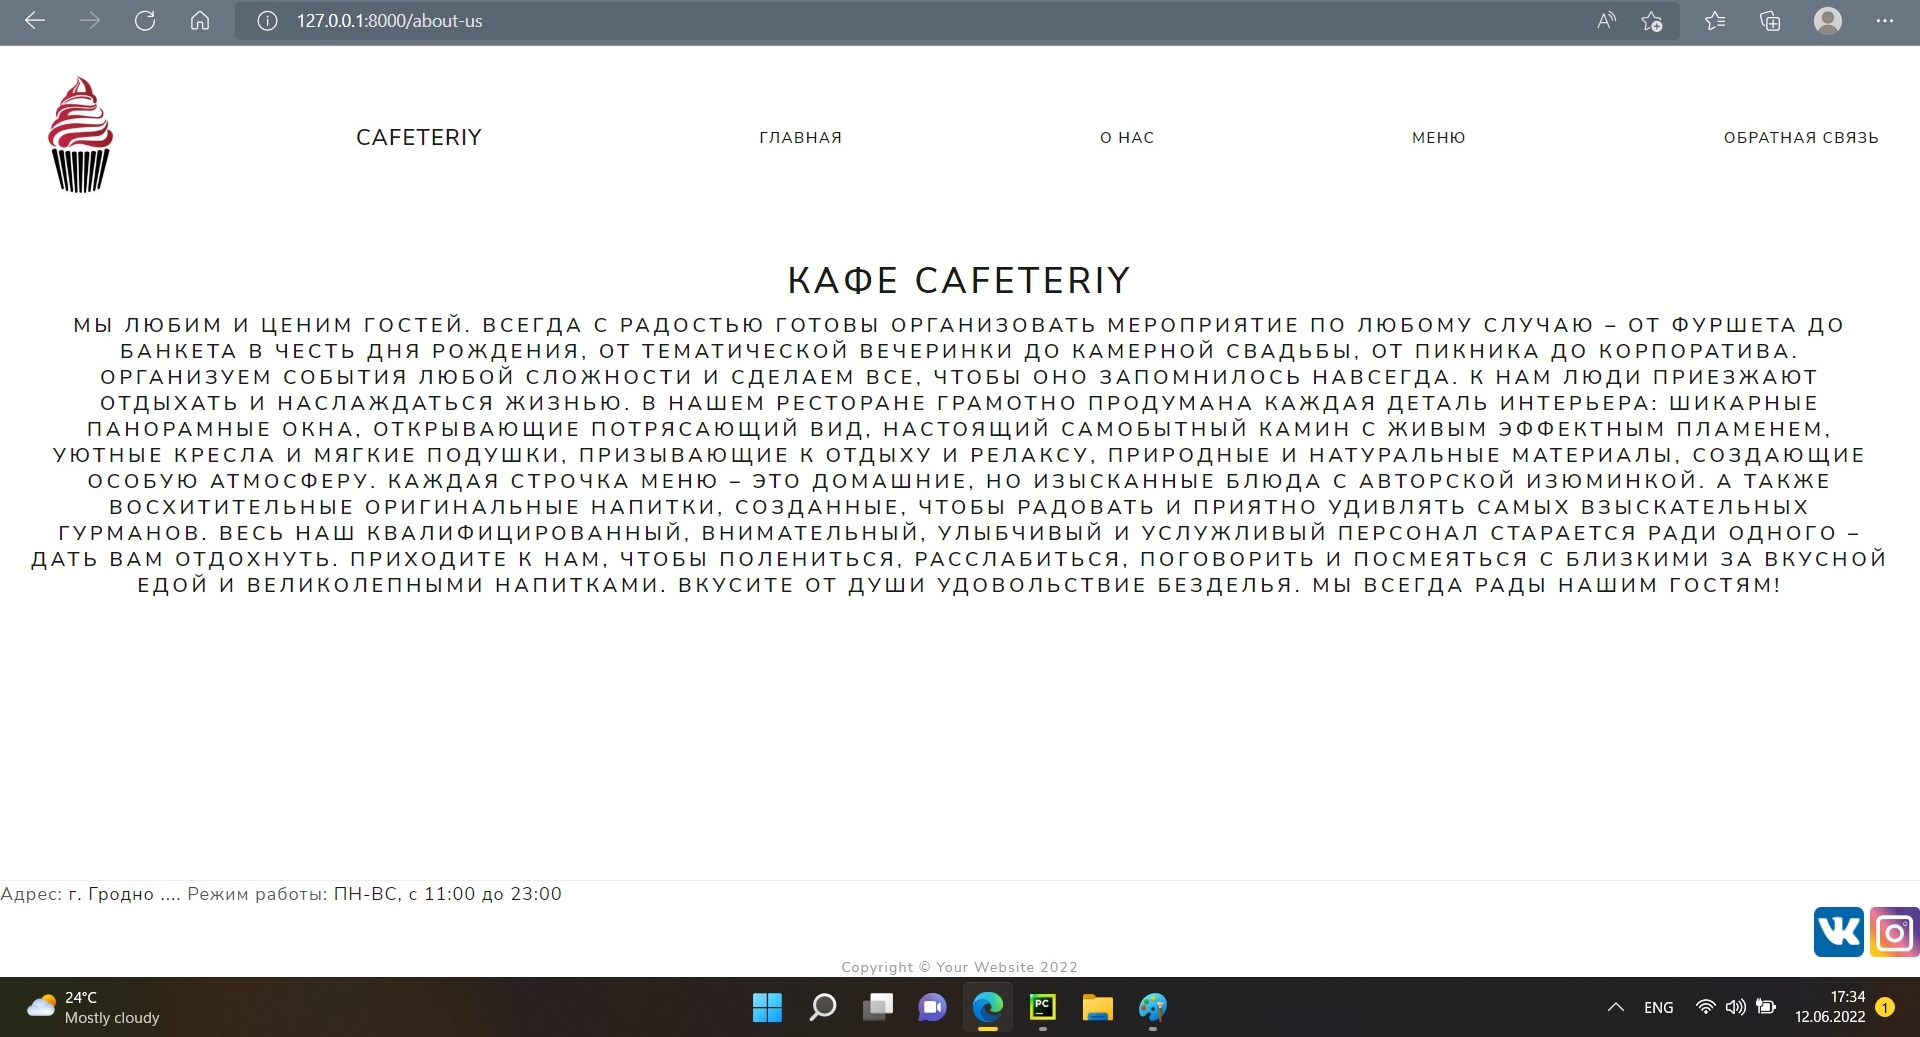 127.0.0.1:8000/about-us
CAFETERIY
ГЛАВНАЯ
О НАС
МЕНЮ
ОБРАТНАЯ СВЯЗЬ
КАФЕ CAFETERIY
МЫ ЛЮБИМ И ЦЕНИМ ГОСТЕЙ. ВСЕГДА С РАДОСТЬЮ ГОТОВЫ ОРГАНИЗОВАТЬ МЕРОПРИЯТИЕ ПО ЛЮБОМУ СЛУЧАЮ – ОТ ФУРШЕТА ДО
БАНКЕТА В ЧЕСТЬ ДНЯ РОЖДЕНИЯ, ОТ ТЕМАТИЧЕСКОЙ ВЕЧЕРИНКИ ДО КАМЕРНОЙ СВАДЬБЫ, ОТ ПИКНИКА ДО КОРПОРАТИВА.
ОРГАНИЗУЕМ СОБЫТИЯ ЛЮБОЙ СЛОЖНОСТИ И СДЕЛАЕМ ВСЕ, ЧТОБЫ ОНО ЗАПОМНИЛОСЬ НАВСЕГДА. К НАМ ЛЮДИ ПРИЕЗЖАЮТ
ОТДЫХАТЬ И НАСЛАЖДАТЬСЯ ЖИЗНЬЮ. В НАШЕМ РЕСТОРАНЕ ГРАМОТНО ПРОДУМАНА КАЖДАЯ ДЕТАЛЬ ИНТЕРЬЕРА: ШИКАРНЫЕ
ПАНОРАМНЫЕ ОКНА, ОТКРЫВАЮЩИЕ ПОТРЯСАЮЩИЙ ВИД, НАСТОЯЩИЙ САМОБЫТНЫЙ КАМИН С ЖИВЫМ ЭФФЕКТНЫМ ПЛАМЕНЕМ,
УЮТНЫЕ КРЕСЛА И МЯГКИЕ ПОДУШКИ, ПРИЗЫВАЮЩИЕ К ОТДЫХУ И РЕЛАКСУ, ПРИРОДНЫЕ И НАТУРАЛЬНЫЕ МАТЕРИАЛЫ, СОЗДАЮЩИЕ
ОСОБУЮ АТМОСФЕРУ. КАЖДАЯ СТРОЧКА МЕНЮ – ЭТО ДОМАШНИЕ, НО ИЗЫСКАННЫЕ БЛЮДА С АВТОРСКОЙ ИЗЮМИНКОЙ. А ТАКЖЕ
ВОСХИТИТЕЛЬНЫЕ ОРИГИНАЛЬНЫЕ НАПИТКИ, СОЗДАННЫЕ, ЧТОБЫ РАДОВАТЬ И ПРИЯТНО УДИВЛЯТЬ САМЫХ ВЗЫСКАТЕЛЬНЫХ
ГУРМАНОВ. ВЕСЬ НАШ КВАЛИФИЦИРОВАННЫЙ, ВНИМАТЕЛЬНЫЙ, УЛЫБЧИВЫЙ И УСЛУЖЛИВЫЙ ПЕРСОНАЛ СТАРАЕТСЯ РАДИ ОДНОГО –
ДАТЬ ВАМ ОТДОХНУТЬ. ПРИХОДИТЕ К НАМ, ЧТОБЫ ПОЛЕНИТЬСЯ, РАССЛАБИТЬСЯ, ПОГОВОРИТЬ И ПОСМЕЯТЬСЯ С БЛИЗКИМИ ЗА ВКУСНОЙ
ЕДОЙ И ВЕЛИКОЛЕПНЫМИ НАПИТКАМИ. ВКУСИТЕ ОТ ДУШИ УДОВОЛЬСТВИЕ БЕЗДЕЛЬЯ. МЫ ВСЕГДА РАДЫ НАШИМ ГОСТЯМ!
Адрес: г. Гродно .... Режим работы: ПН-ВС, с 11:00 до 23:00
Copyright © Your Website 2022
24°C
Mostly cloudy
PC
ENG
17:34
12.06.2022
1